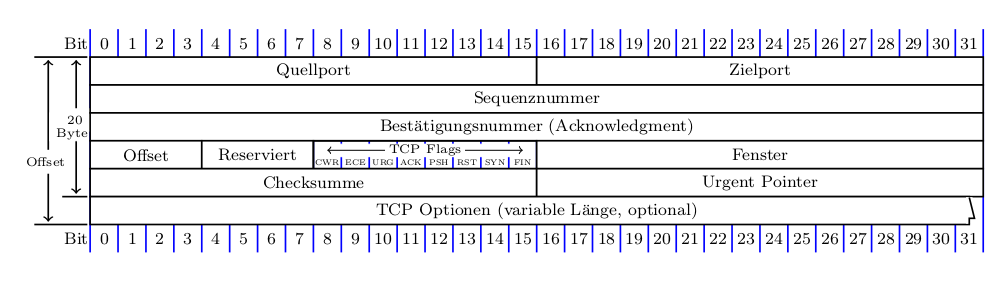 Bit 0 1 2 3 4 5 6 7 8 9 10 11 12 13 14 15 16 17 18 19 20 21 22 23 24 25 26 27 28 29 30 31
Quellport Zielport
Sequenznummer
20
Byte
Bestätigungsnummer (Acknowledgment)
Offset
Offset Reserviert TCP Flags Fenster
CWR ECE URG ACK PSH RST SYN FIN
Checksumme Urgent Pointer
TCP Optionen (variable Länge, optional)
Bit 0 1 2 3 4 5 6 7 8 9 10 11 12 13 14 15 16 17 18 19 20 21 22 23 24 25 26 27 28 29 30 31